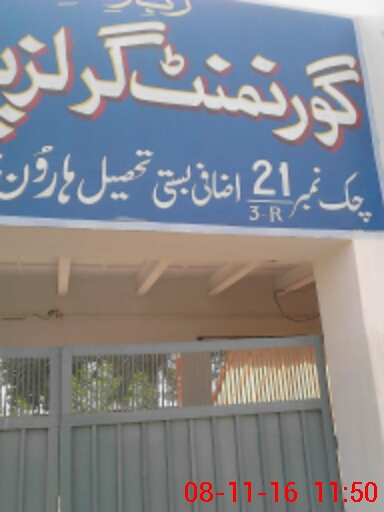 گورنمنٹ گرلز
چک نمبر 21/3-R اضافی بستی تحصیل ہارون
08-11-16 11:50